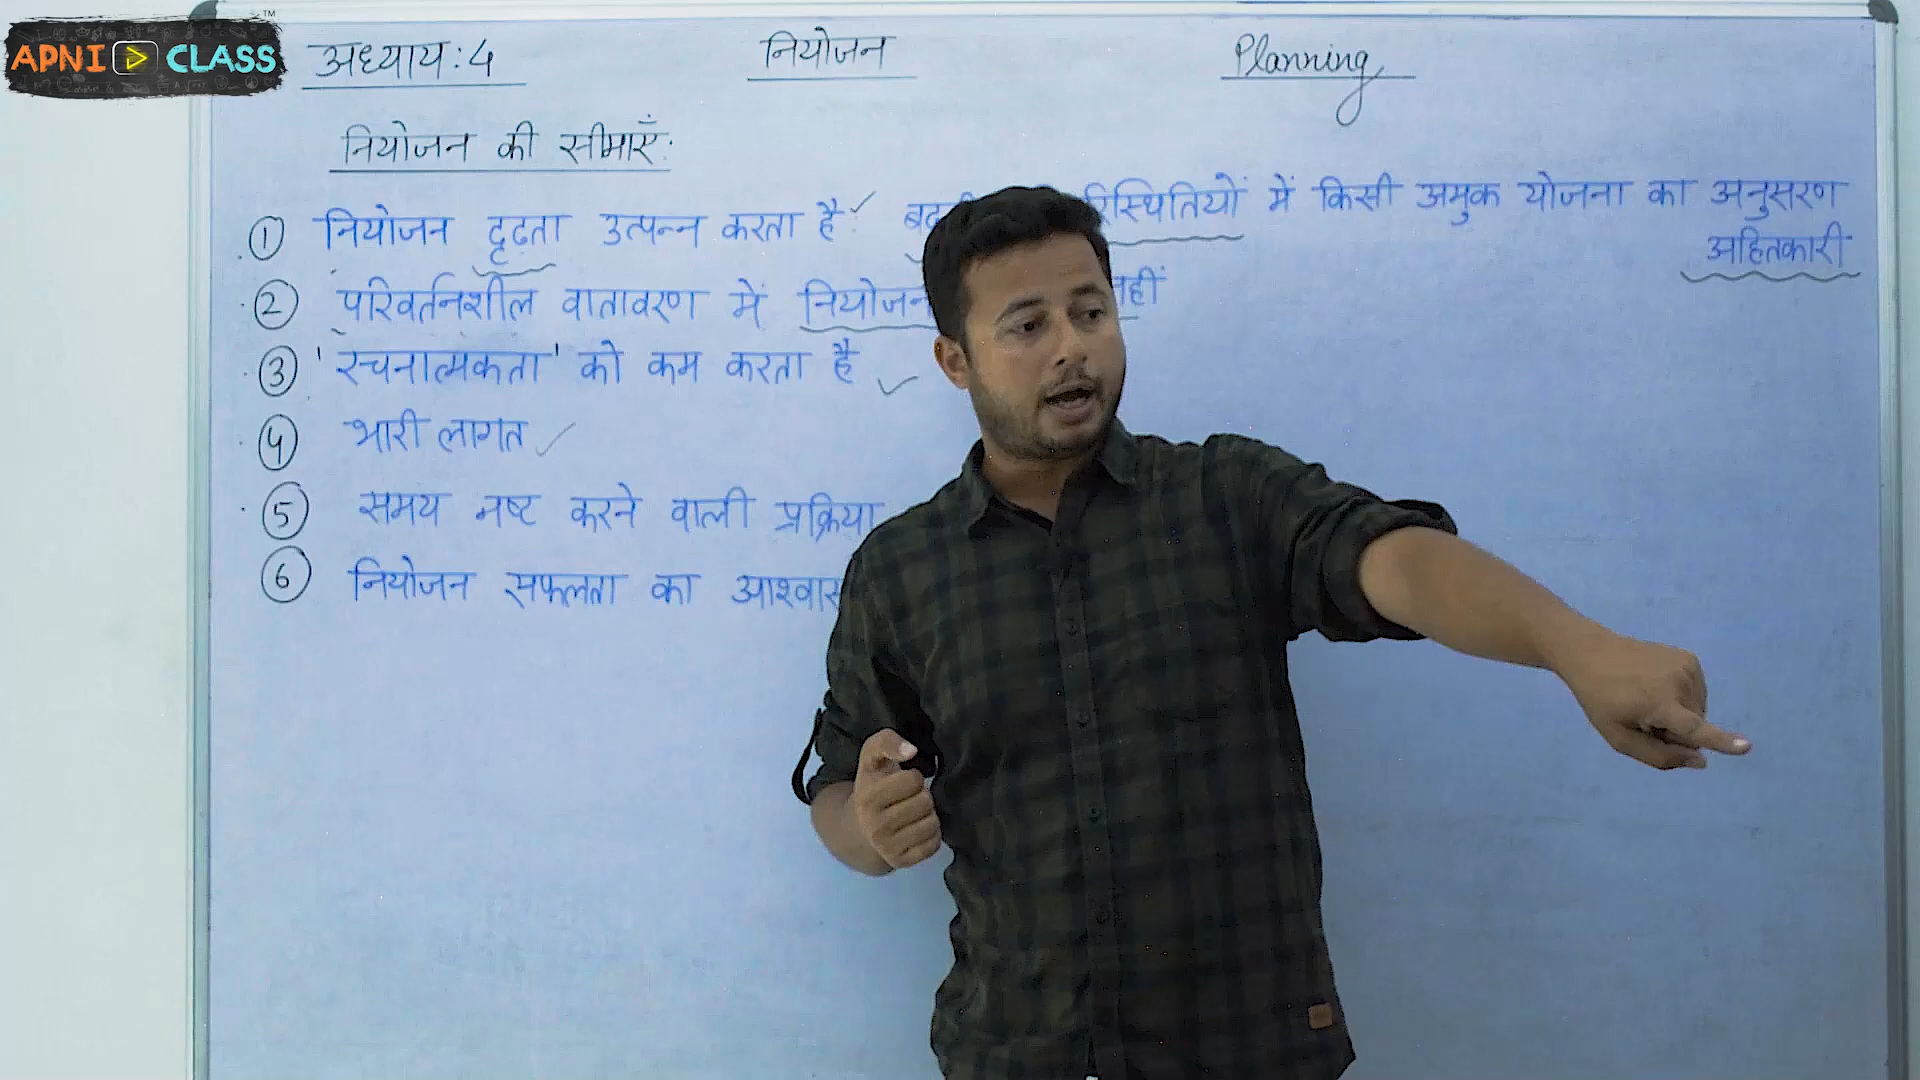 APNI CLASS TM
अध्याय: 4 नियोजन Planning
नियोजन की सीमाएँ:
① नियोजन दृढ़ता उत्पन्न करता है: में किसी अमुक योजना का अनुसरण
अहितकारी
② परिवर्तनशील वातावरण में नियोजन नहीं
③ 'रचनात्मकता' को कम करता है
④ भारी लागत
⑤ समय नष्ट करने वाली प्रक्रिया
⑥ नियोजन सफलता का